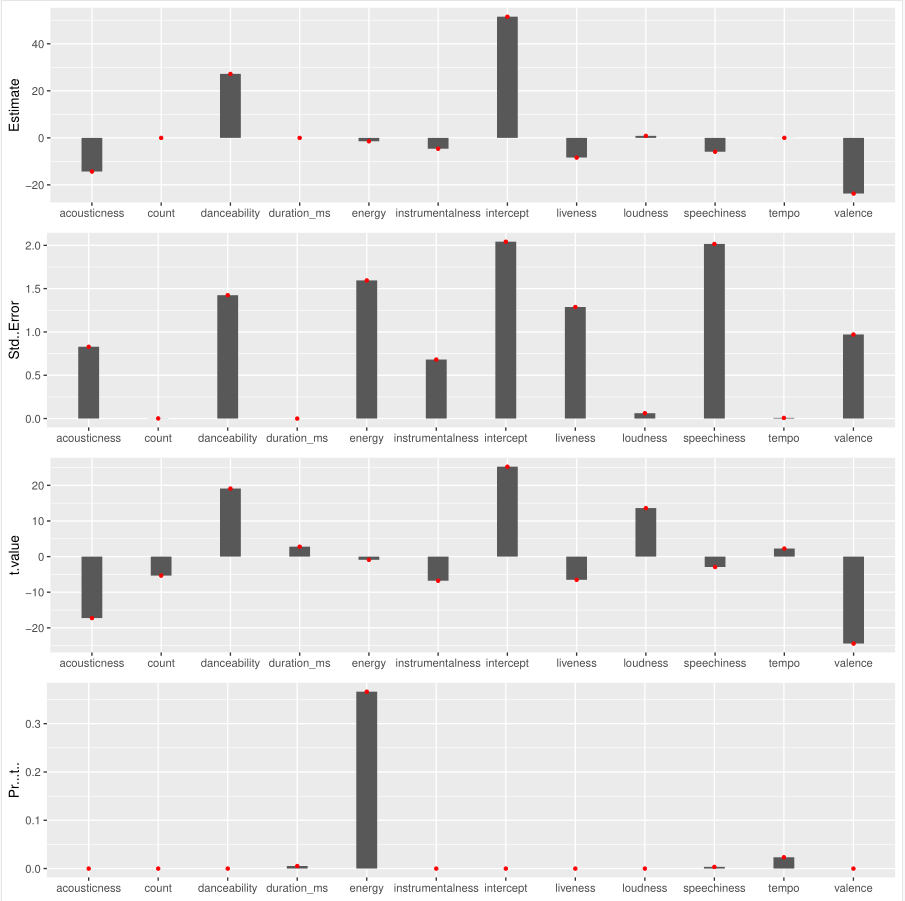 Estimate
40
20
0
−20
acousticness count danceability duration_ms energy instrumentalness intercept liveness loudness speechiness tempo valence
Std..Error
2.0
1.5
1.0
0.5
0.0
acousticness count danceability duration_ms energy instrumentalness intercept liveness loudness speechiness tempo valence
t.value
20
10
0
−10
−20
acousticness count danceability duration_ms energy instrumentalness intercept liveness loudness speechiness tempo valence
Pr...t..
0.3
0.2
0.1
0.0
acousticness count danceability duration_ms energy instrumentalness intercept liveness loudness speechiness tempo valence